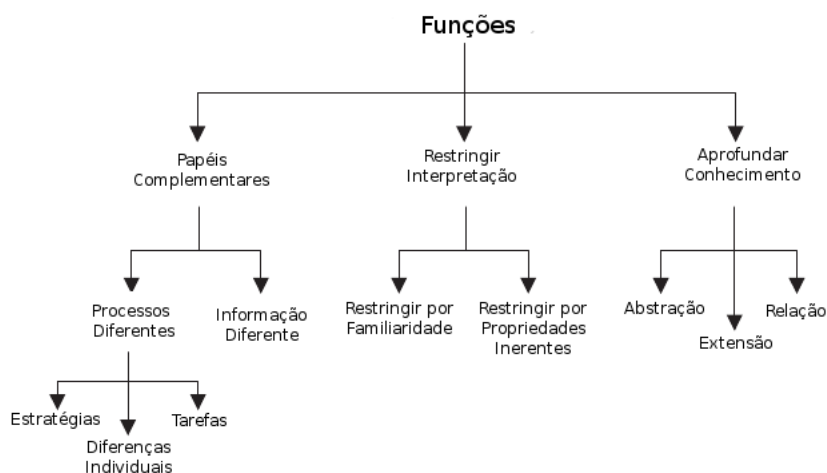 Funções
Papéis
Complementares
Restringir
Interpretação
Aprofundar
Conhecimento
Processos
Diferentes
Informação
Diferente
Restringir por
Familiaridade
Restringir por
Propriedades
Inerentes
Abstração
Extensão
Relação
Estratégias
Diferenças
Individuais
Tarefas